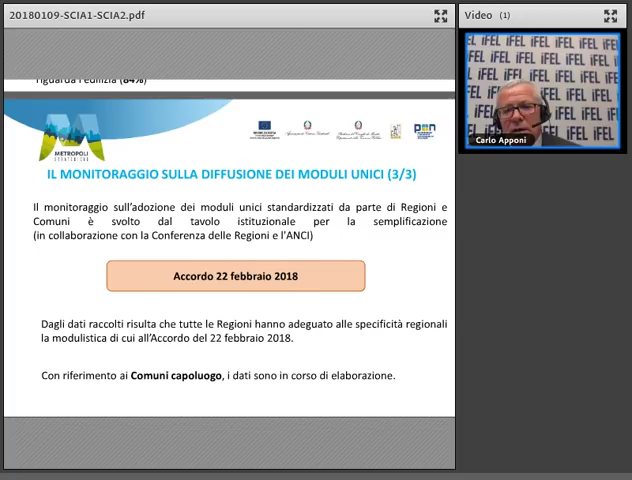 20180109-SCIA1-SCIA2.pdf
Video (1)
riguarda l'edilizia (84%)
METROPOLI
STRATEGICHE
IL MONITORAGGIO SULLA DIFFUSIONE DEI MODULI UNICI (3/3)
Il monitoraggio sull'adozione dei moduli unici standardizzati da parte di Regioni e
Comuni è svolto dal tavolo istituzionale per la semplificazione
(in collaborazione con la Conferenza delle Regioni e l'ANCI)
Accordo 22 febbraio 2018
Dagli dati raccolti risulta che tutte le Regioni hanno adeguato alle specificità regionali
la modulistica di cui all'Accordo del 22 febbraio 2018.
Con riferimento ai Comuni capoluogo, i dati sono in corso di elaborazione.
iFEL iFEL iFEL iFEL
Carlo Apponi